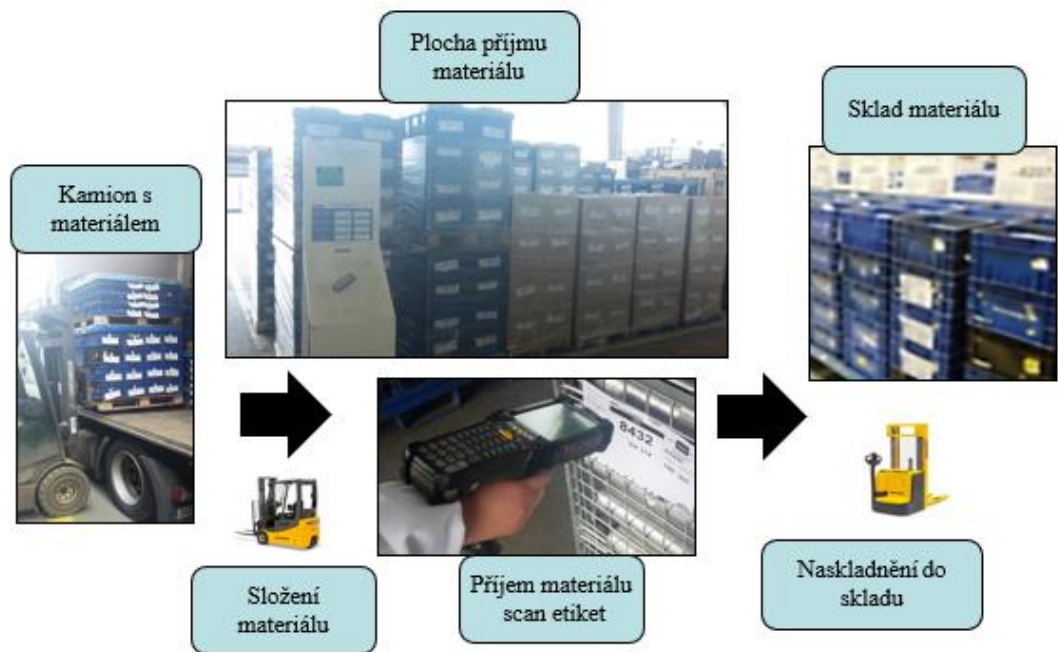 Plocha příjmu
materiálu
Sklad materiálu
Kamion s
materiálem
8432
Složení
materiálu
Příjem materiálu
scan etiket
Naskladnění do
skladu